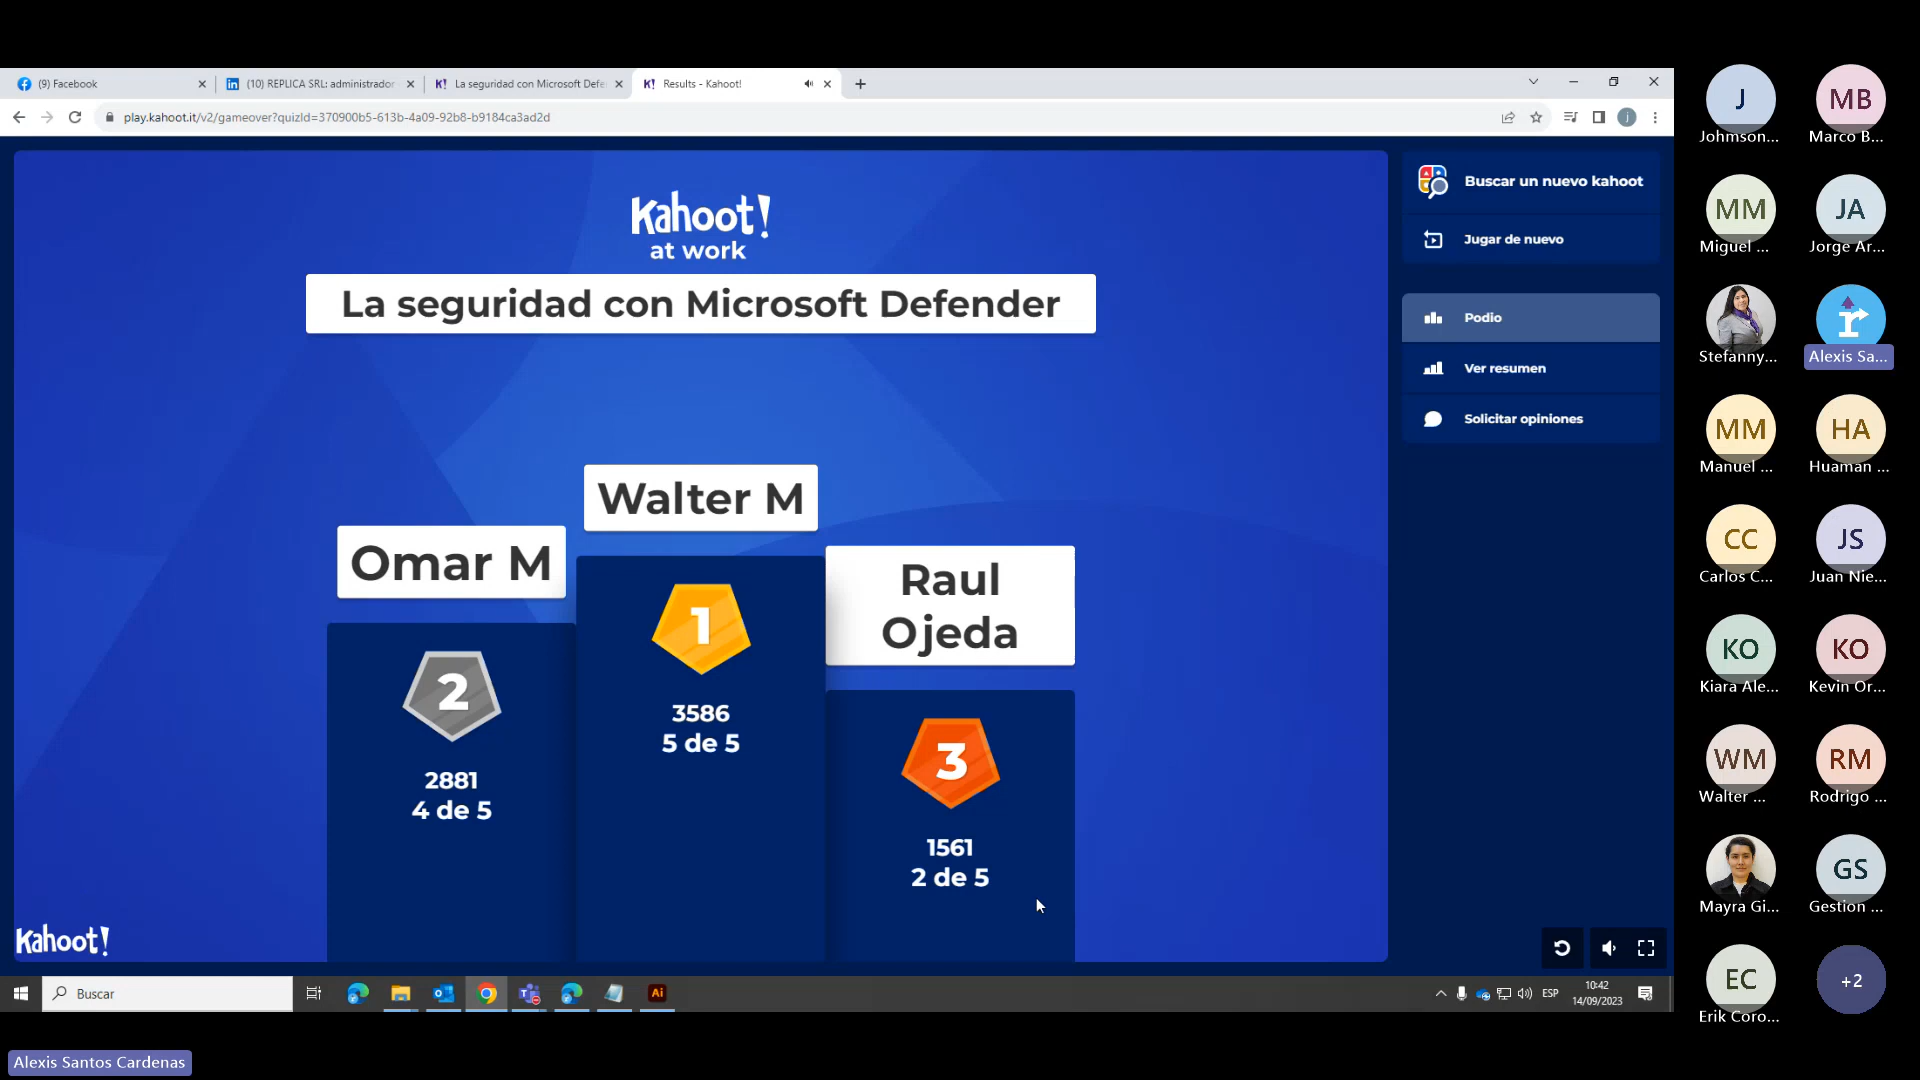 (9) Facebook
(10) REPLICA SRL: administrador
La seguridad con Microsoft Defe
Results - Kahoot!
play.kahoot.it/v2/gameover?quizId=370900b5-613b-4a09-92b8-b9184ca3ad2d
j
Kahoot!
at work
La seguridad con Microsoft Defender
Walter M
Omar M
Raul
Ojeda
1
3586
5 de 5
2
2881
4 de 5
3
1561
2 de 5
Kahoot!
Buscar un nuevo kahoot
Jugar de nuevo
Podio
Ver resumen
Solicitar opiniones
Buscar
Ai
ESP
10:42
14/09/2023
J
Johmson...
MB
Marco B...
MM
Miguel ...
JA
Jorge Ar...
Stefanny...
r
Alexis Sa...
MM
Manuel ...
HA
Huaman ...
CC
Carlos C...
JS
Juan Nie...
KO
Kiara Ale...
KO
Kevin Or...
WM
Walter ...
RM
Rodrigo ...
Mayra Gi...
GS
Gestion ...
EC
Erik Coro...
+2
Alexis Santos Cardenas